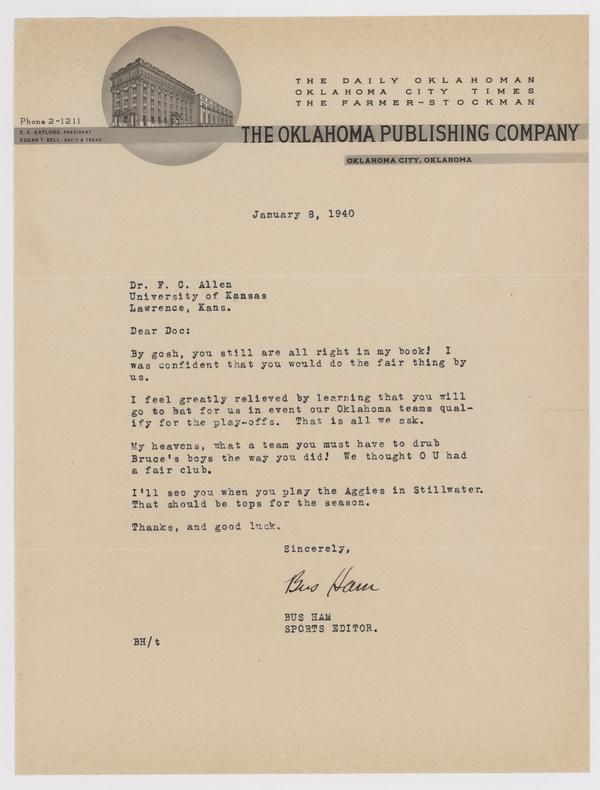 THE DAILY OKLAHOMAN
OKLAHOMA CITY TIMES
THE FARMER-STOCKMAN
Phone 2-1211
E. K. GAYLORD, PRESIDENT
EDGAR T. BELL, SEC'Y & TREAS.
THE OKLAHOMA PUBLISHING COMPANY
OKLAHOMA CITY, OKLAHOMA
January 8, 1940
Dr. F. C. Allen
University of Kansas
Lawrence, Kans.
Dear Doc:
By gosh, you still are all right in my book! I
was confident that you would do the fair thing by
us.
I feel greatly relieved by learning that you will
go to bat for us in event our Oklahoma teams qual-
ify for the play-offs. That is all we ask.
My heavens, what a team you must have to drub
Bruce's boys the way you did! We thought O U had
a fair club.
I'll see you when you play the Aggies in Stillwater.
That should be tops for the season.
Thanks, and good luck.
Sincerely,
Bus Ham
BUS HAM
SPORTS EDITOR.
BH/t